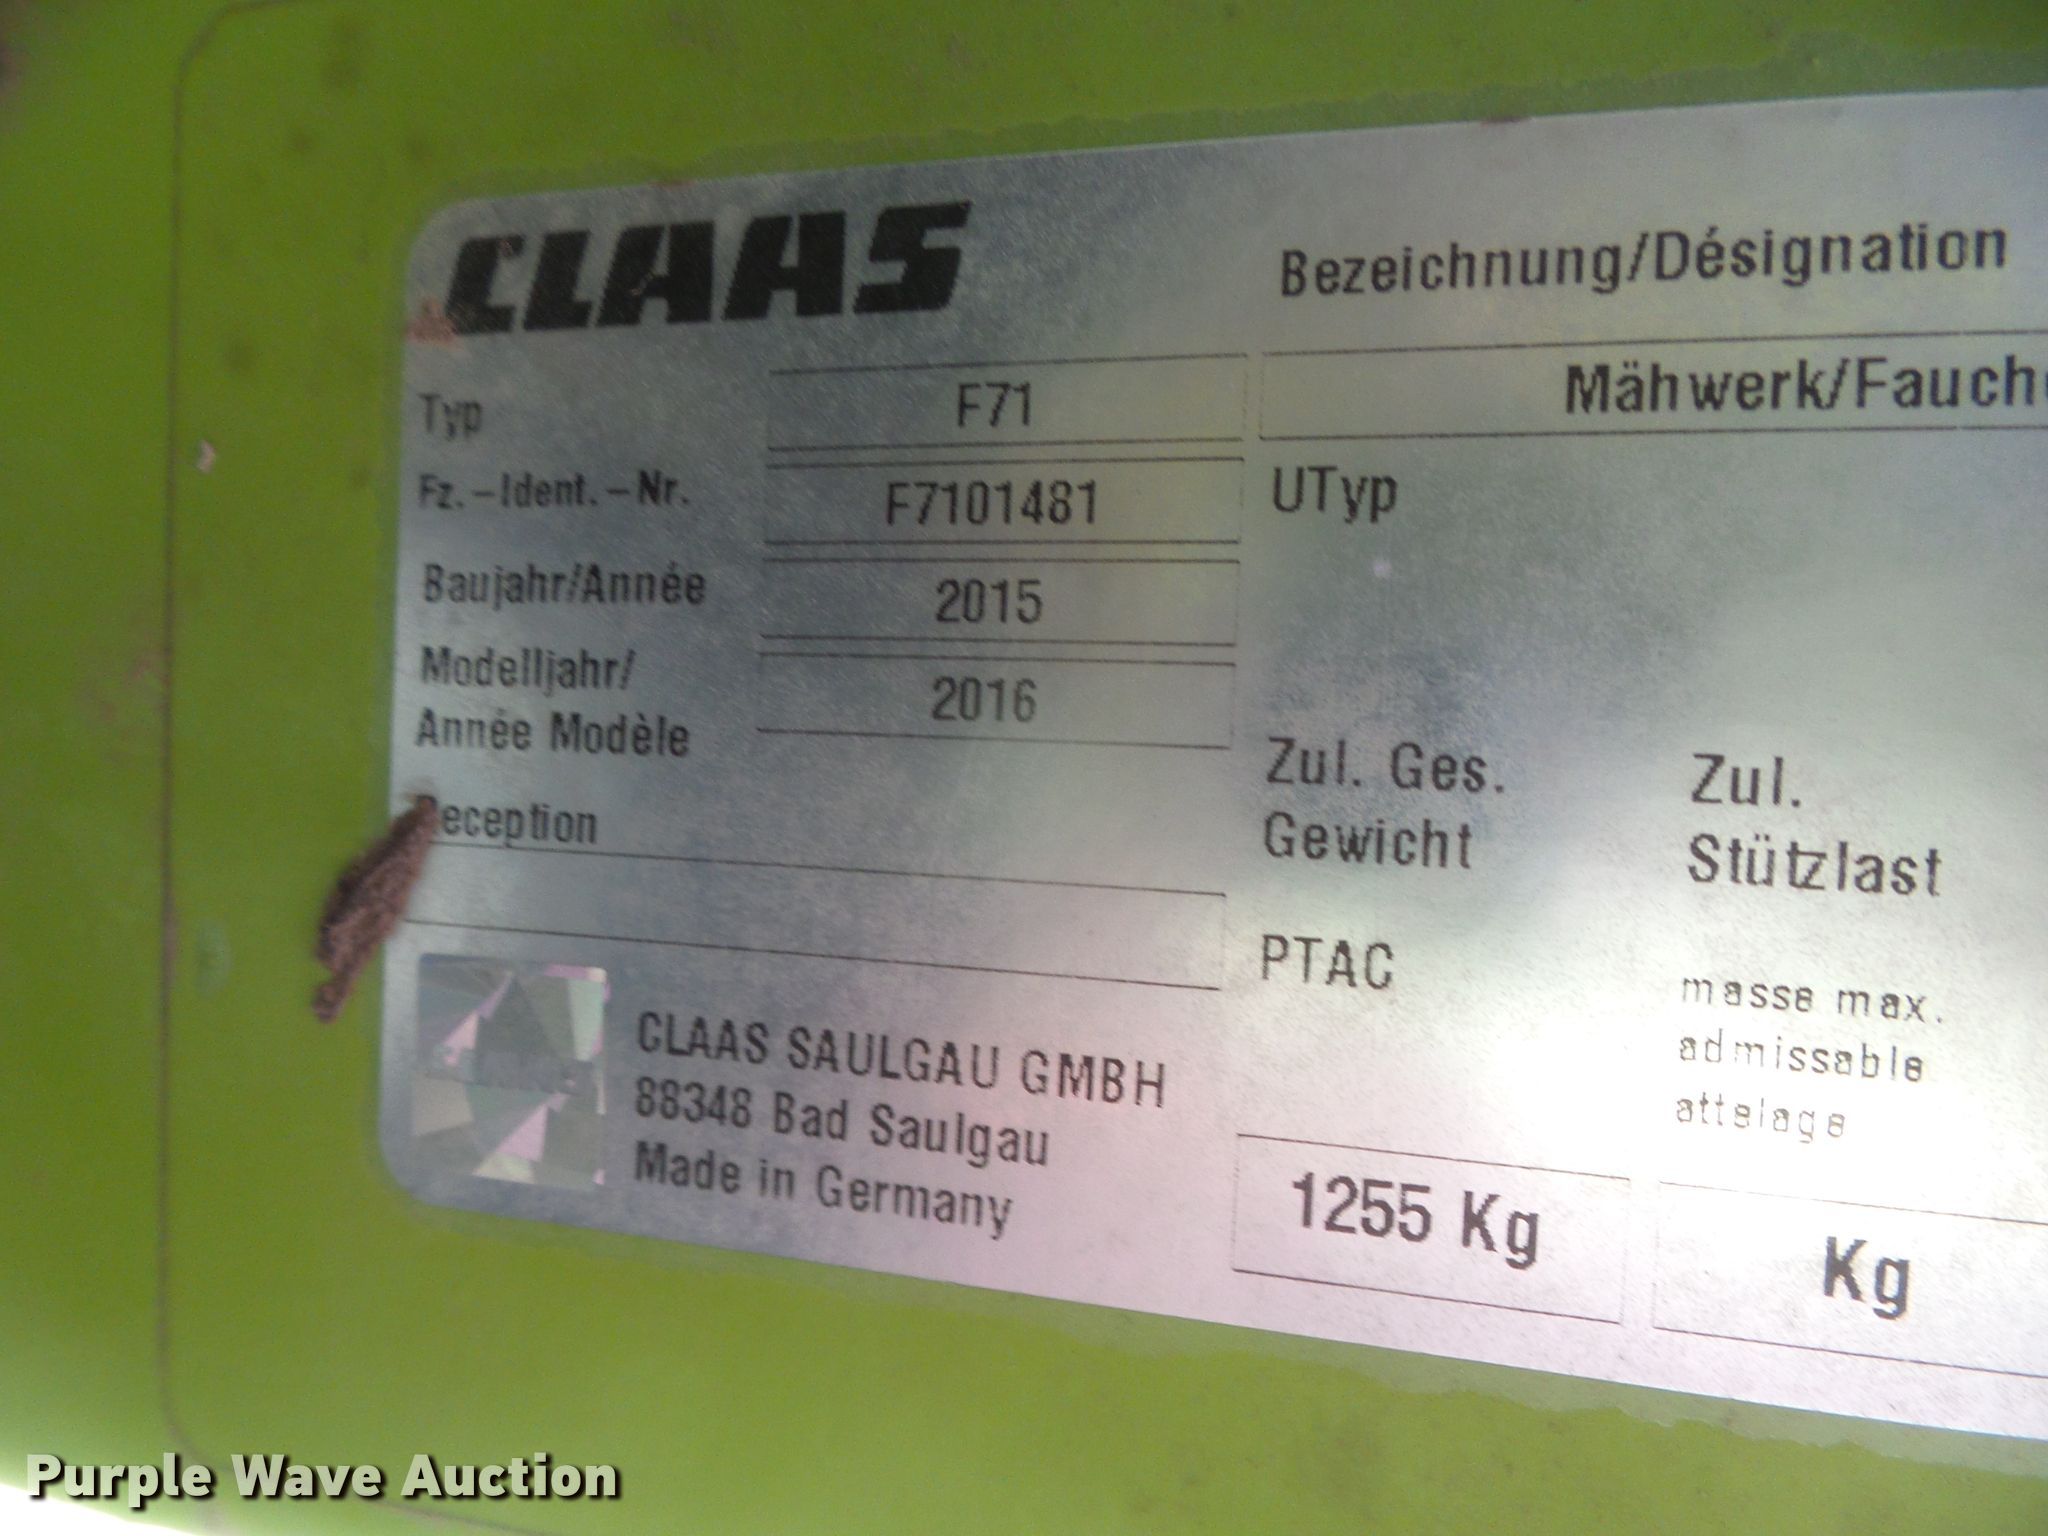 CLAAS
Bezeichnung/Désignation
Typ
F71
Mähwerk/Fauche
Fz.-Ident.-Nr.
F7101481
UTyp
Baujahr/Année
2015
Modelljahr/
Année Modèle
2016
Reception
Zul. Ges.
Gewicht
Zul.
Stützlast
PTAC
masse max.
admissable
attelage
CLAAS SAULGAU GMBH
88348 Bad Saulgau
Made in Germany
1255 Kg
Kg
Purple Wave Auction